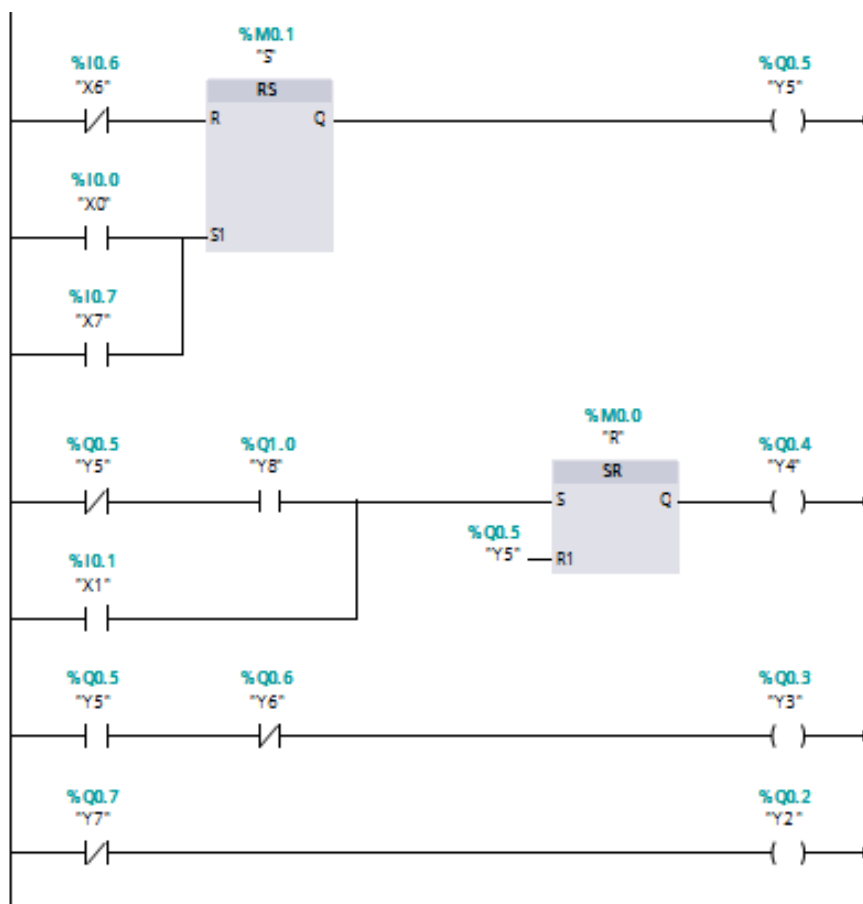 %M0.1
"S"
%I0.6
"X6"
RS
R
Q
%Q0.5
"Y5"
%I0.0
"X0"
S1
%I0.7
"X7"
%M0.0
"R"
%Q0.5
"Y5"
%Q1.0
"Y8"
SR
S
Q
%Q0.4
"Y4"
%Q0.5
"Y5"
R1
%I0.1
"X1"
%Q0.5
"Y5"
%Q0.6
"Y6"
%Q0.3
"Y3"
%Q0.7
"Y7"
%Q0.2
"Y2"